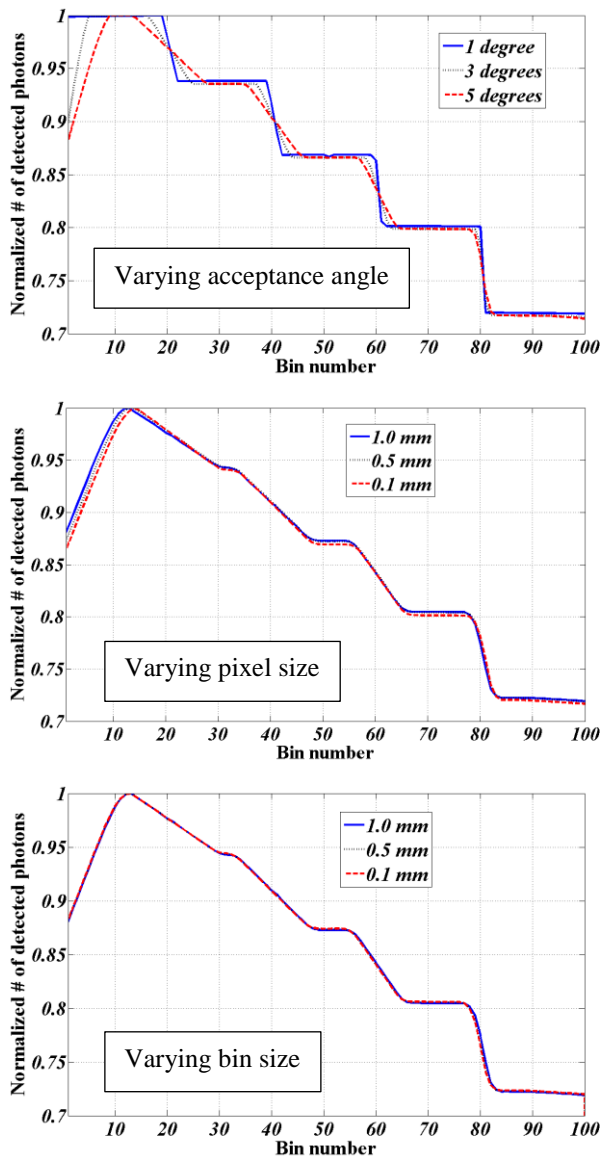 Normalized # of detected photons
1
0.95
0.9
0.85
0.8
0.75
0.7
1 degree
3 degrees
5 degrees
Varying acceptance angle
10 20 30 40 50 60 70 80 90 100
Bin number
Normalized # of detected photons
1
0.95
0.9
0.85
0.8
0.75
0.7
1.0 mm
0.5 mm
0.1 mm
Varying pixel size
10 20 30 40 50 60 70 80 90 100
Bin number
Normalized # of detected photons
1
0.95
0.9
0.85
0.8
0.75
0.7
1.0 mm
0.5 mm
0.1 mm
Varying bin size
10 20 30 40 50 60 70 80 90 100
Bin number